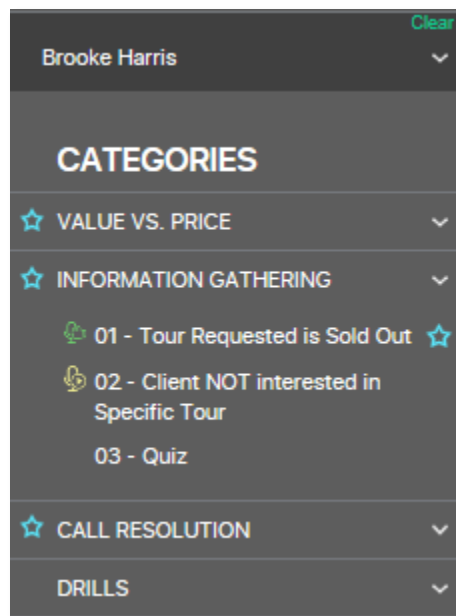 Clear
Brooke Harris
CATEGORIES
VALUE VS. PRICE
INFORMATION GATHERING
01 - Tour Requested is Sold Out
02 - Client NOT interested in
Specific Tour
03 - Quiz
CALL RESOLUTION
DRILLS